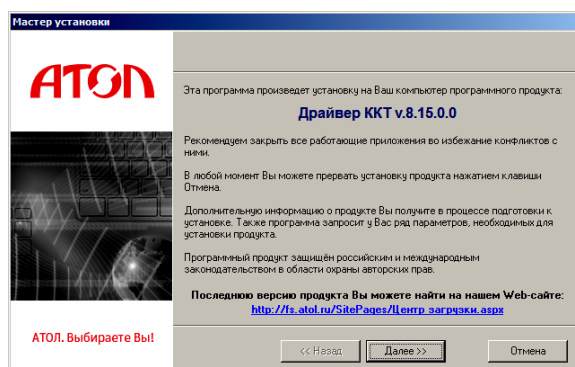 Мастер установки
АТОЛ
Эта программа произведет установку на Ваш компьютер программного продукта:
Драйвер ККТ v.8.15.0.0
Рекомендуем закрыть все работающие приложения во избежание конфликтов с
ними.
В любой момент Вы можете прервать установку продукта нажатием клавиши
Отмена.
Дополнительную информацию о продукте Вы получите в процессе подготовки к
установке. Также программа запросит у Вас ряд параметров, необходимых для
установки продукта.
Программный продукт защищён российским и международным
законодательством в области охраны авторских прав.
Последнюю версию продукта Вы можете найти на нашем Web-сайте:
http://fs.atol.ru/SitePages/Центр загрузки.aspx
АТОЛ. Выбираете Вы!
<< Назад
Далее >>
Отмена